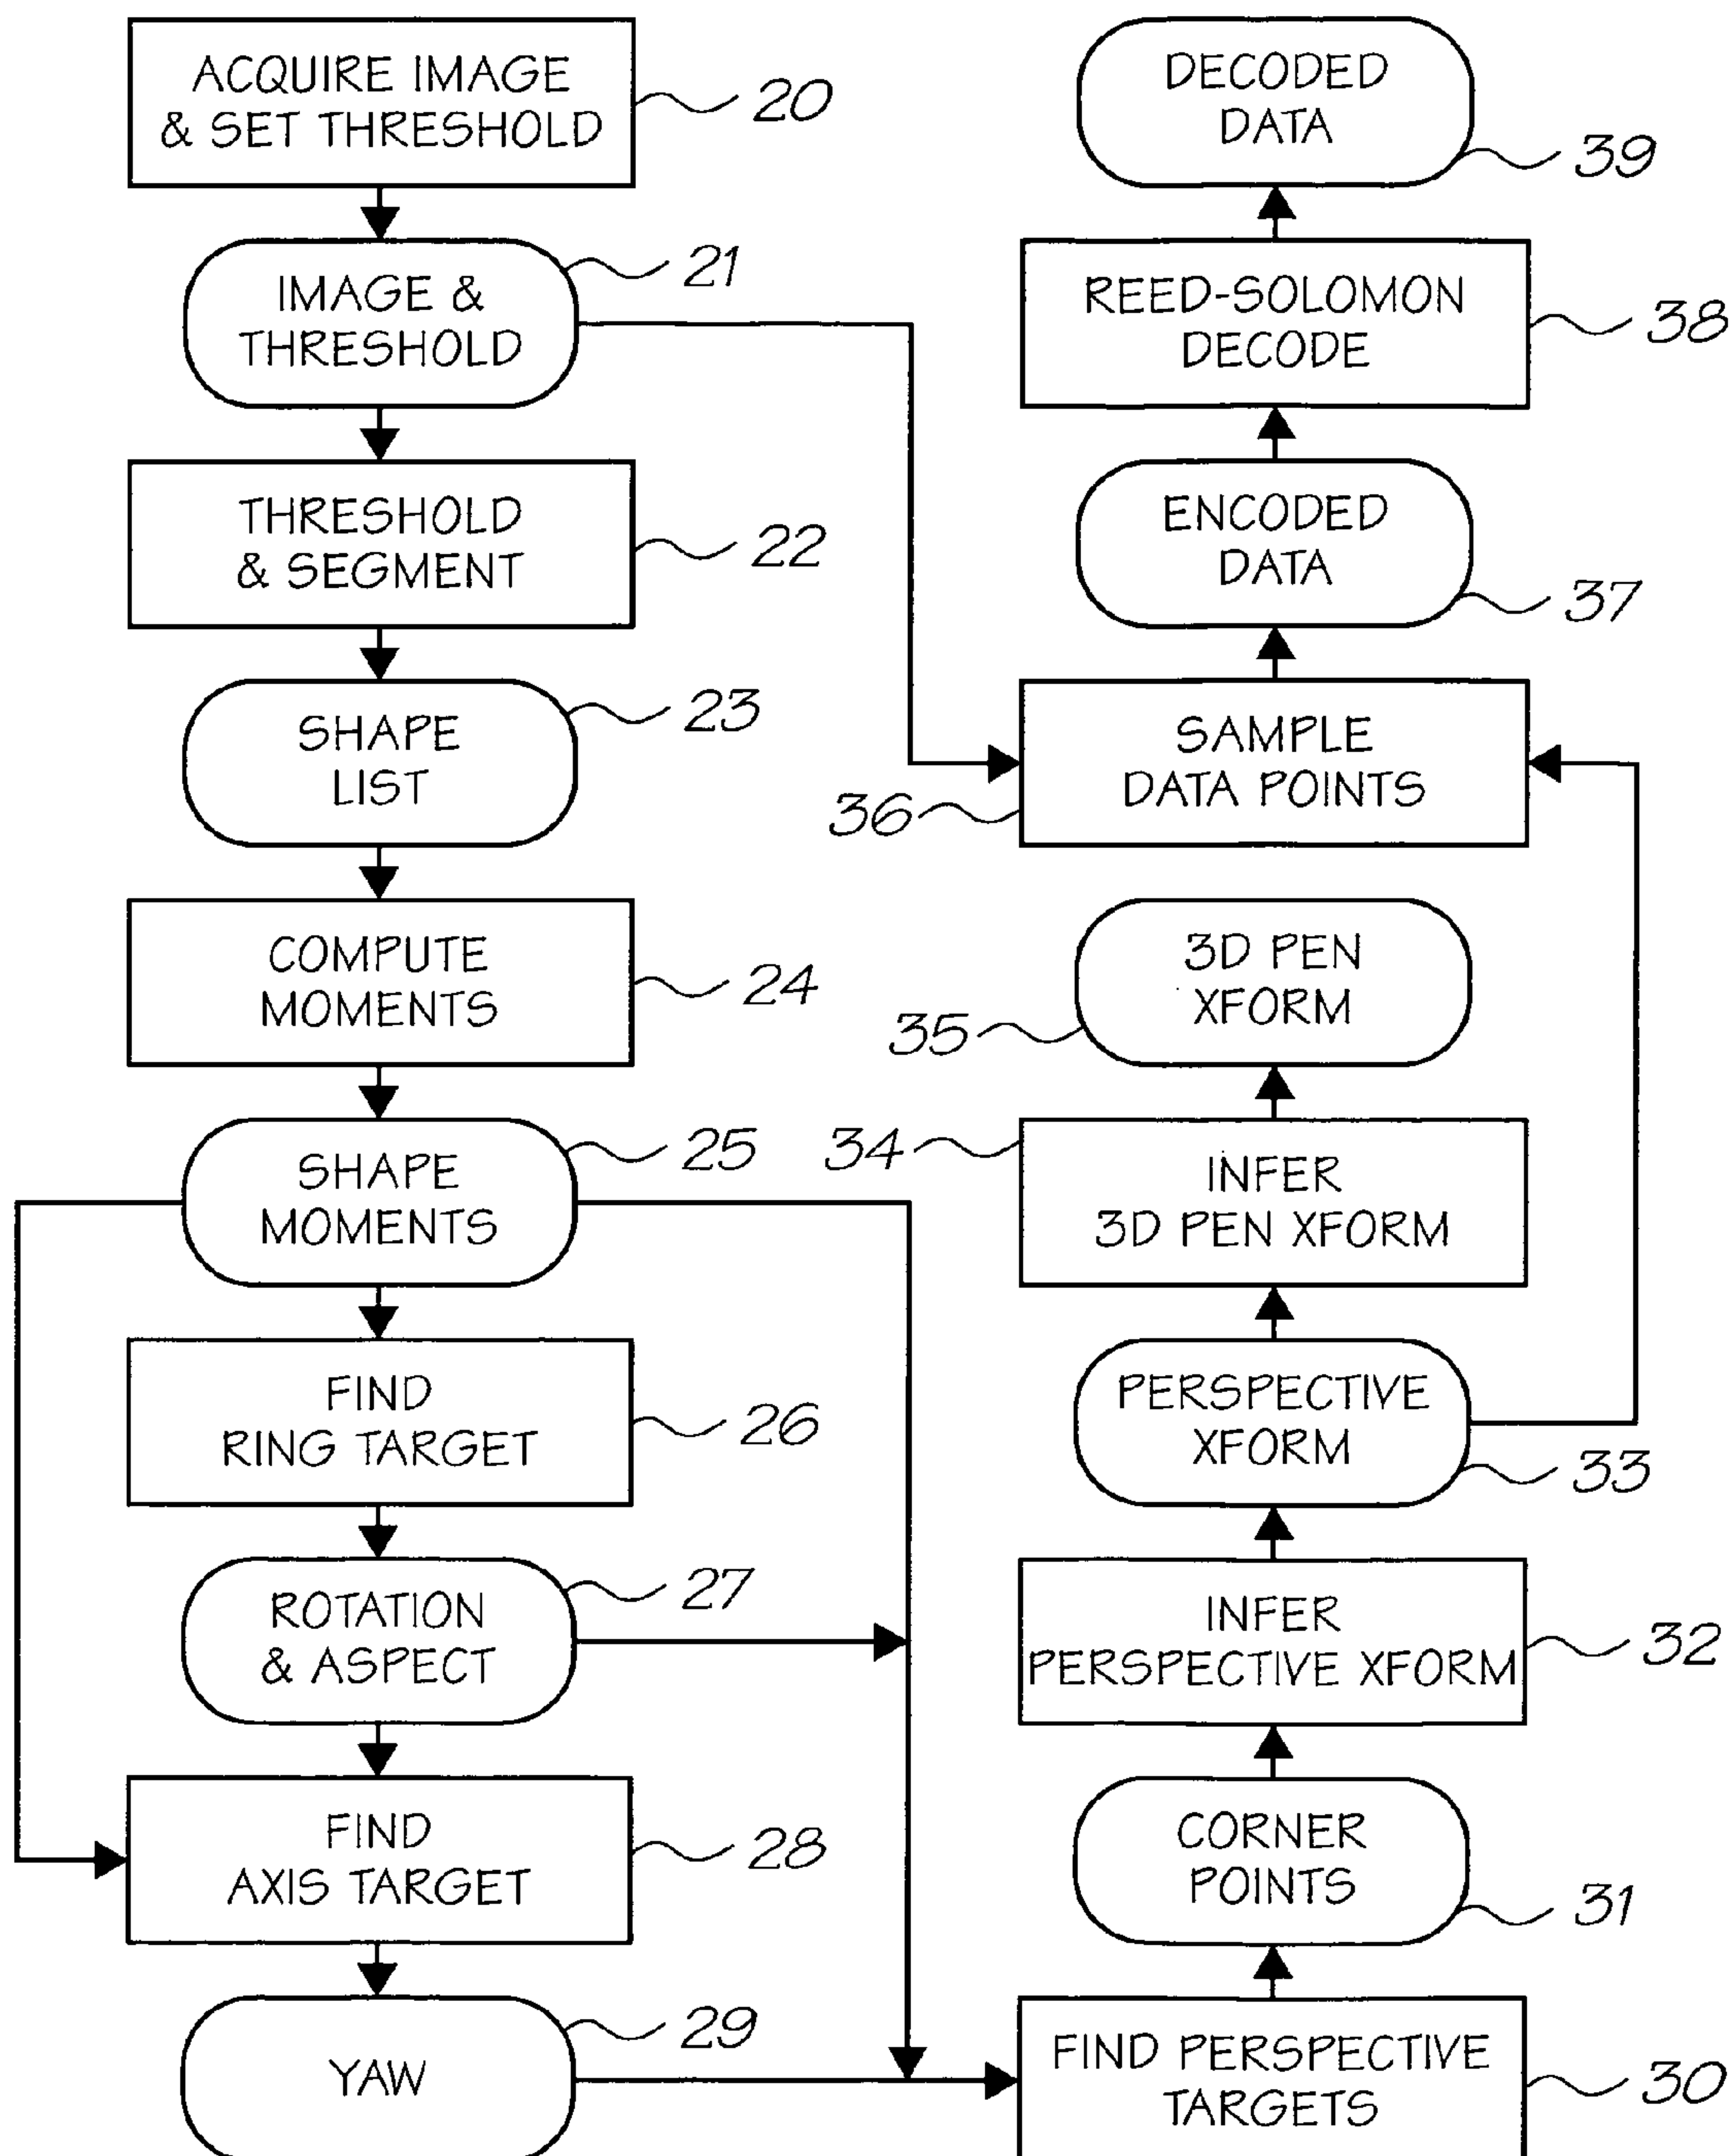 ACQUIRE IMAGE
& SET THRESHOLD
20
IMAGE &
THRESHOLD
21
THRESHOLD
& SEGMENT
22
SHAPE
LIST
23
COMPUTE
MOMENTS
24
SHAPE
MOMENTS
25
FIND
RING TARGET
26
ROTATION
& ASPECT
27
FIND
AXIS TARGET
28
YAW
29
DECODED
DATA
39
REED-SOLOMON
DECODE
38
ENCODED
DATA
37
SAMPLE
DATA POINTS
36
3D PEN
XFORM
35
INFER
3D PEN XFORM
34
PERSPECTIVE
XFORM
33
INFER
PERSPECTIVE XFORM
32
CORNER
POINTS
31
FIND PERSPECTIVE
TARGETS
30